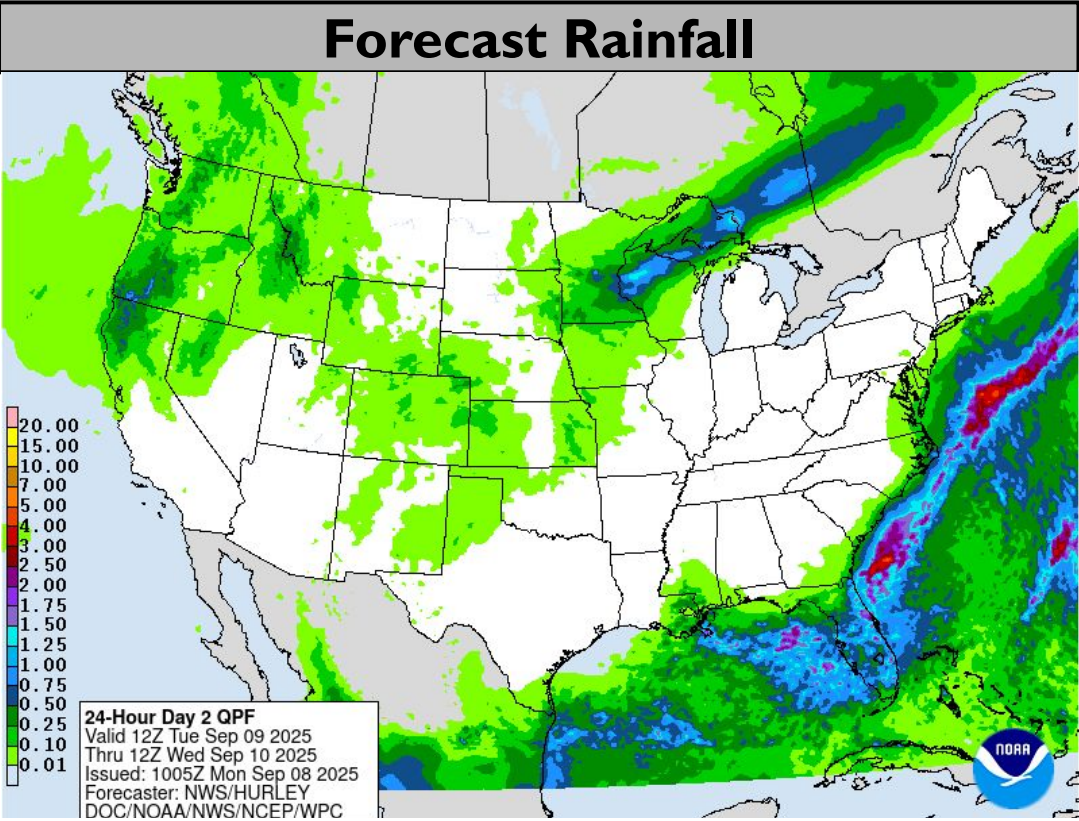 Forecast Rainfall
20.00
15.00
10.00
7.00
5.00
4.00
3.00
2.50
2.00
1.75
1.50
1.25
1.00
0.75
0.50
0.25
0.10
0.01
24-Hour Day 2 QPF
Valid 12Z Tue Sep 09 2025
Thru 12Z Wed Sep 10 2025
Issued: 1005Z Mon Sep 08 2025
Forecaster: NWS/HURLEY
DOC/NOAA/NWS/NCEP/WPC
NOAA